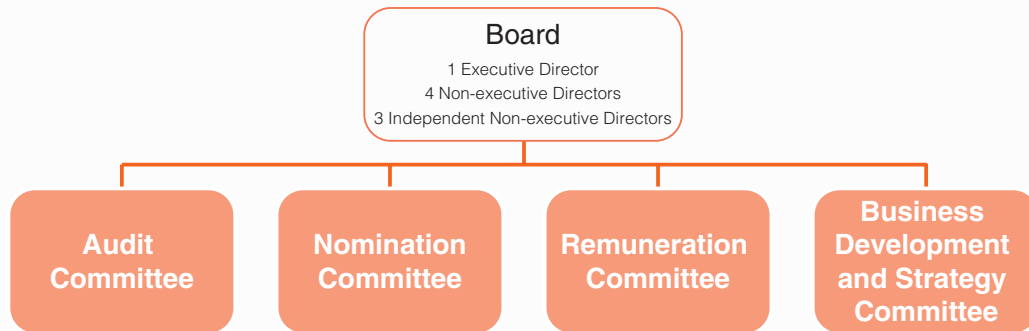 Board
1 Executive Director
4 Non-executive Directors
3 Independent Non-executive Directors
Audit
Committee
Nomination
Committee
Remuneration
Committee
Business
Development
and Strategy
Committee